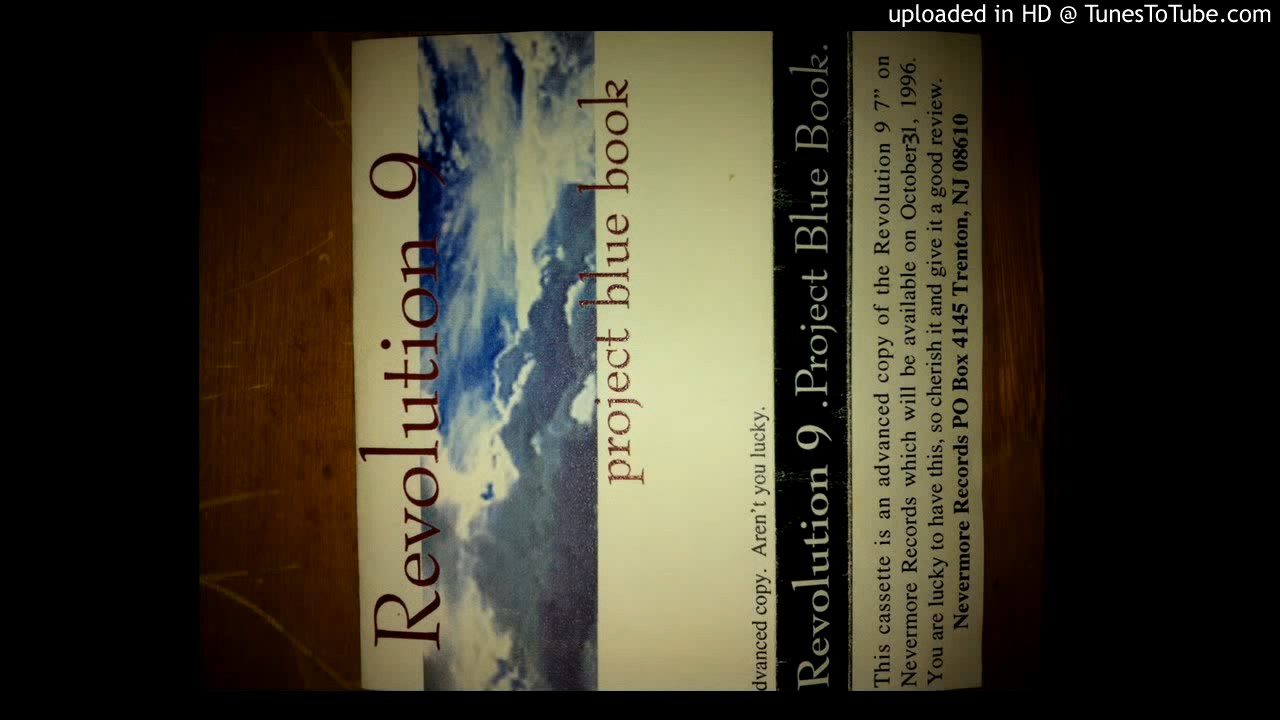 uploaded in HD @ TunesToTube.com
Revolution 9
project blue book
dvanced copy. Aren't you lucky.
Revolution 9 .Project Blue Book.
This cassette is an advanced copy of the Revolution 9 7” on
Nevermore Records which will be available on October31, 1996.
You are lucky to have this, so cherish it and give it a good review.
Nevermore Records PO Box 4145 Trenton, NJ 08610